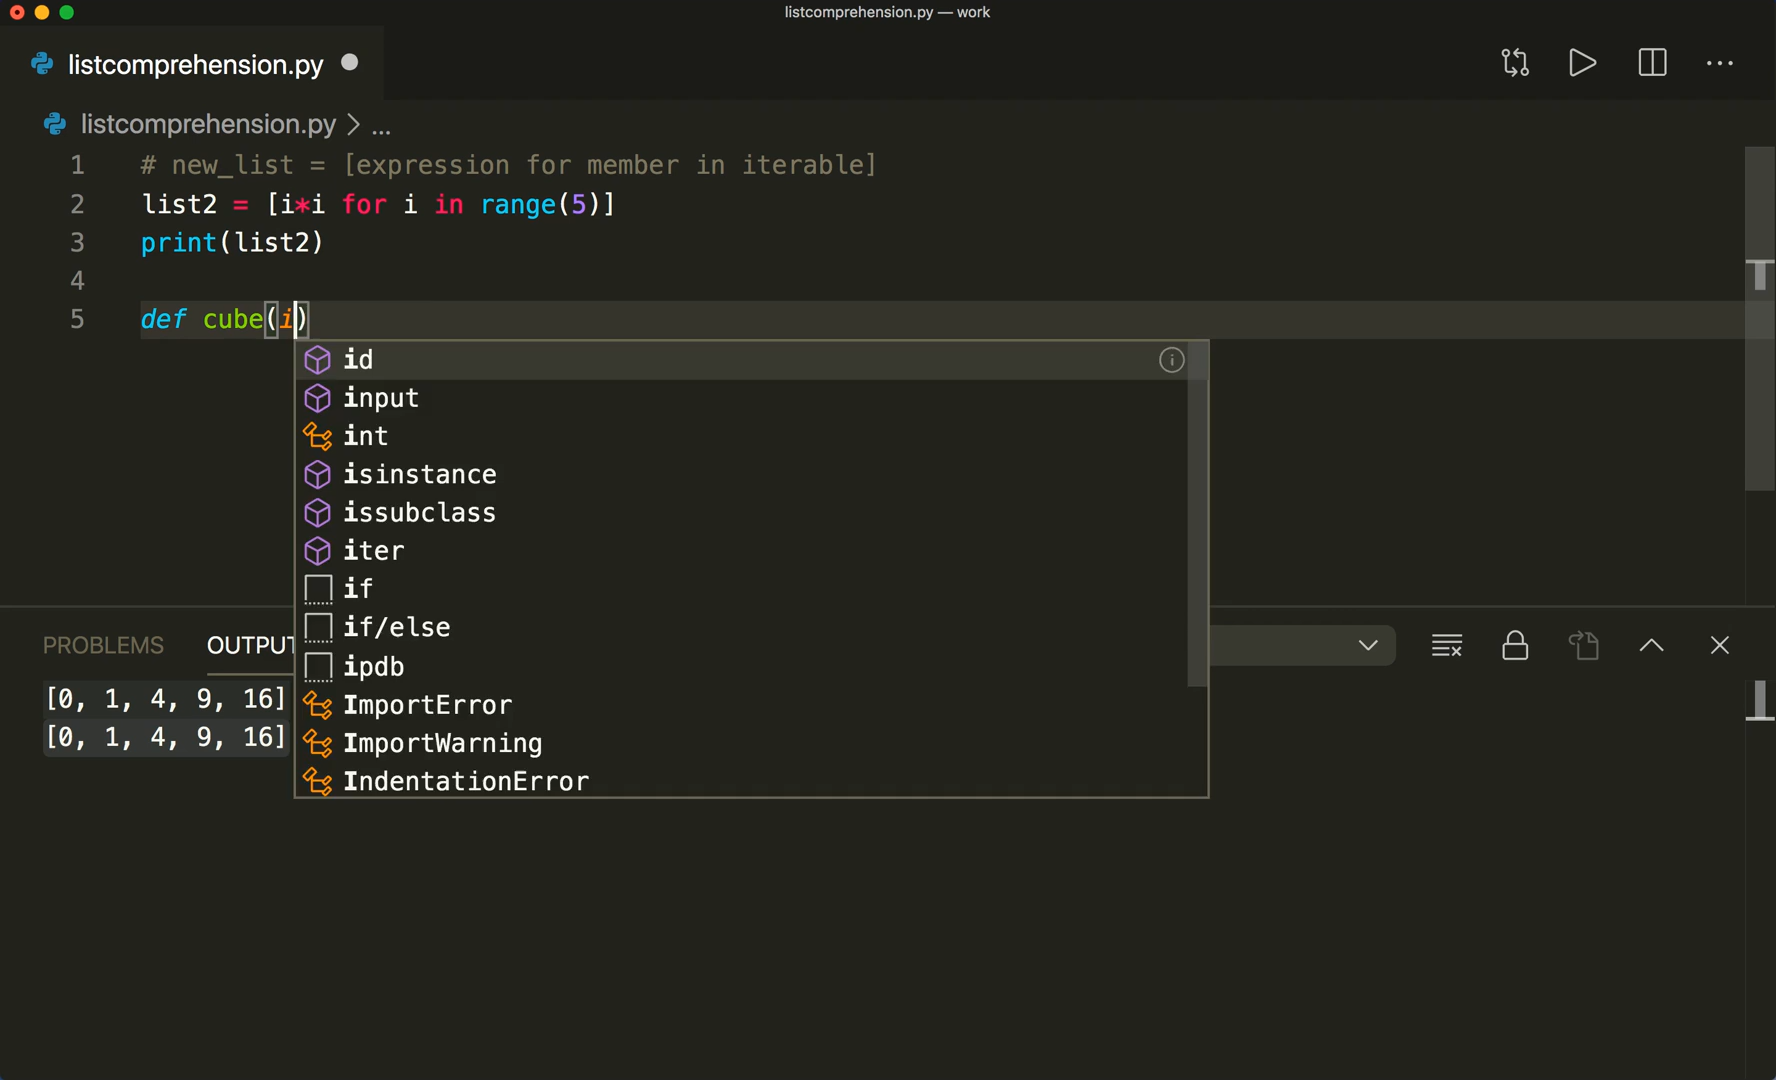 listcomprehension.py — work
listcomprehension.py
listcomprehension.py > ...
1 # new_list = [expression for member in iterable]
2 list2 = [i*i for i in range(5)]
3 print(list2)
4
5 def cube(i)
id
input
int
isinstance
issubclass
iter
if
if/else
ipdb
ImportError
ImportWarning
IndentationError
PROBLEMS OUTPUT
[0, 1, 4, 9, 16]
[0, 1, 4, 9, 16]